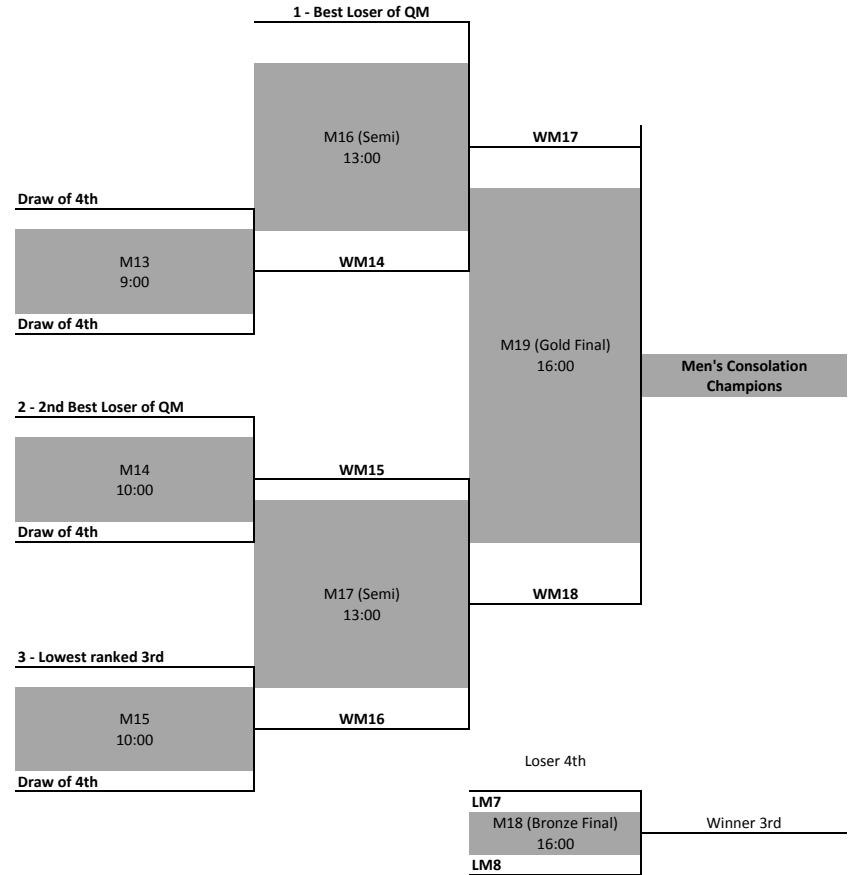 1 - Best Loser of QM
M16 (Semi)
13:00
WM17
Draw of 4th
M13
9:00
WM14
Draw of 4th
M19 (Gold Final)
16:00
Men's Consolation
Champions
2 - 2nd Best Loser of QM
M14
10:00
WM15
Draw of 4th
M17 (Semi)
13:00
WM18
3 - Lowest ranked 3rd
M15
10:00
WM16
Draw of 4th
Loser 4th
LM7
M18 (Bronze Final)
16:00
Winner 3rd
LM8